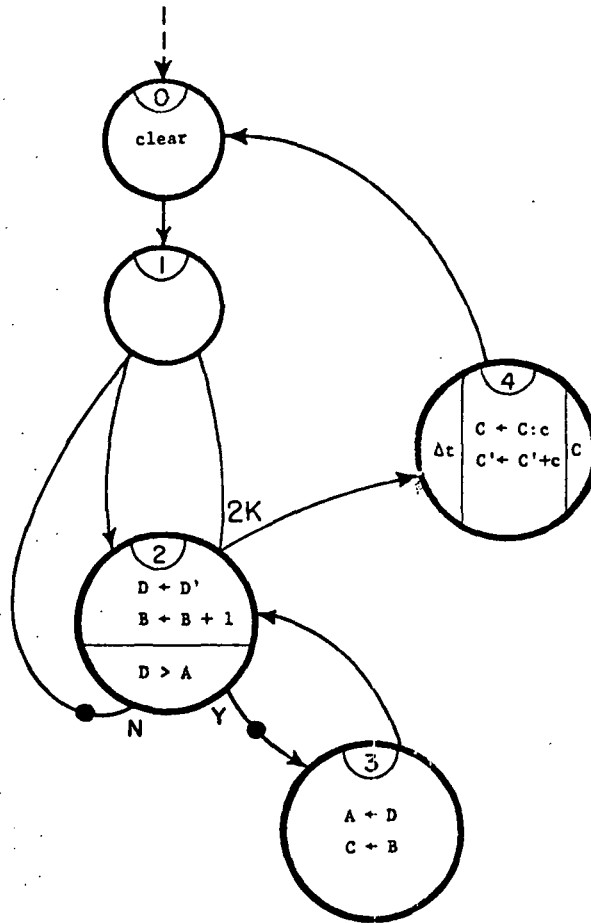 0
clear
1
4
Δt
C ← C:c
C' ← C'+c
C
2K
2
D ← D'
B ← B + 1
D > A
N
Y
3
A ← D
C ← B